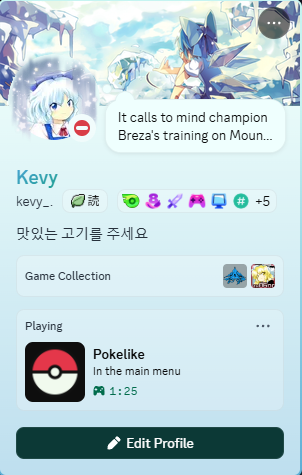 It calls to mind champion
Breza's training on Moun...
Kevy
kevy_. 読 +5
맛있는 고기를 주세요
Game Collection
Playing
Pokelike
In the main menu
1:25
Edit Profile